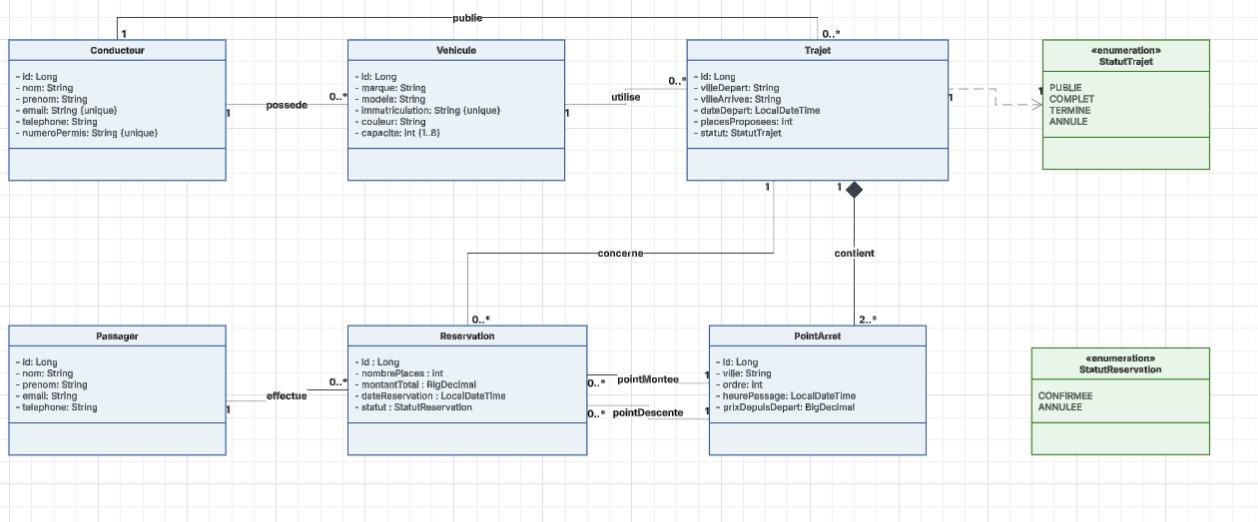 publie
1
0..*
Conducteur
- id: Long
- nom: String
- prenom: String
- email: String {unique}
- telephone: String
- numeroPermis: String {unique}
1
possede
0..*
Vehicule
- id: Long
- marque: String
- modele: String
- immatriculation: String {unique}
- couleur: String
- capacite: int {1..8}
1
utilise
0..*
Trajet
- id: Long
- villeDepart: String
- villeArrivee: String
- dateDepart: LocalDateTime
- placesProposees: int
- statut: StatutTrajet
1
1
«enumeration»
StatutTrajet
PUBLIE
COMPLET
TERMINE
ANNULE
1
1
concerne
contient
0..*
2..*
Passager
- id: Long
- nom: String
- prenom: String
- email: String
- telephone: String
1
effectue
0..*
Reservation
- id : Long
- nombrePlaces : int
- montantTotal : BigDecimal
- dateReservation : LocalDateTime
- statut : StatutReservation
0..*
pointMontee
1
0..*
pointDescente
1
PointArret
- id: Long
- ville: String
- ordre: int
- heurePassage: LocalDateTime
- prixDepuisDepart: BigDecimal
«enumeration»
StatutReservation
CONFIRMEE
ANNULEE